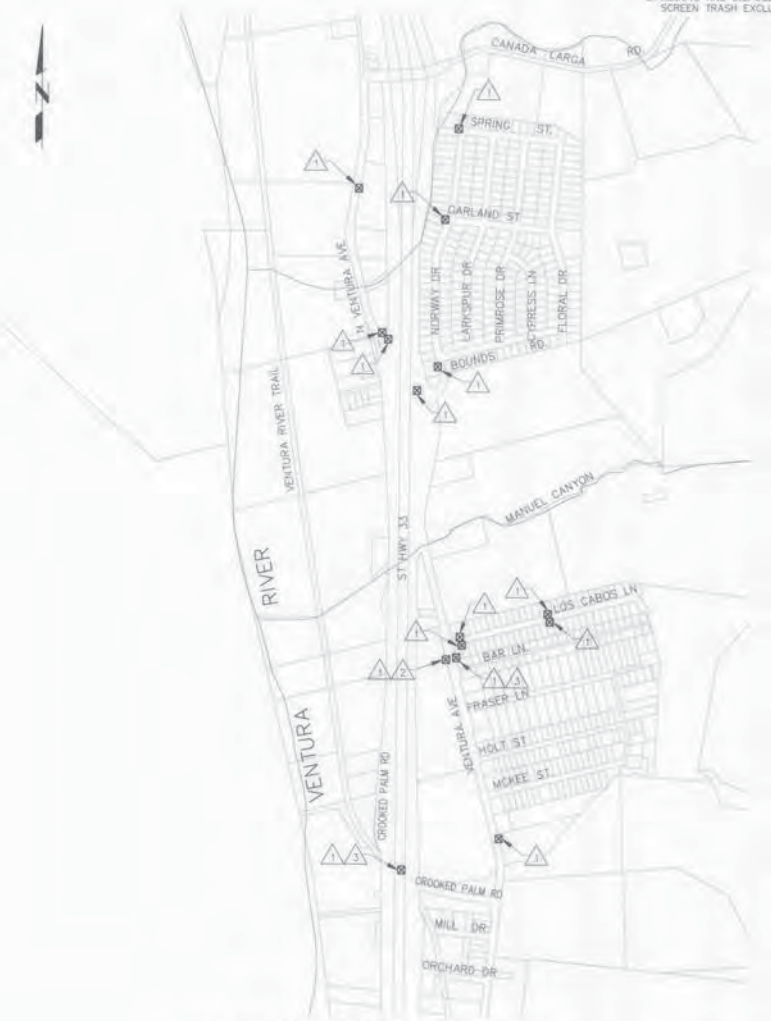 SCREEN TRASH EXCLU
N
CANADA LARGA RD
1
SPRING ST.
1
1
GARLAND ST
N VENTURA AVE
NORWAY DR
LARKSPUR DR
PRIMROSE DR
CYPRESS LN
FLORAL DR
1
1
BOUNDS RD.
1
1
VENTURA RIVER TRAIL
MANUEL CANYON
ST HWY 33
RIVER
1
1
LOS CABOS LN
1
1
BAR LN
1 2
1 3
FRASER LN
VENTURA AVE
HOLT ST
MCKEE ST
VENTURA
CROOKED PALM RD
1 3
1
CROOKED PALM RD
MILL DR
ORCHARD DR